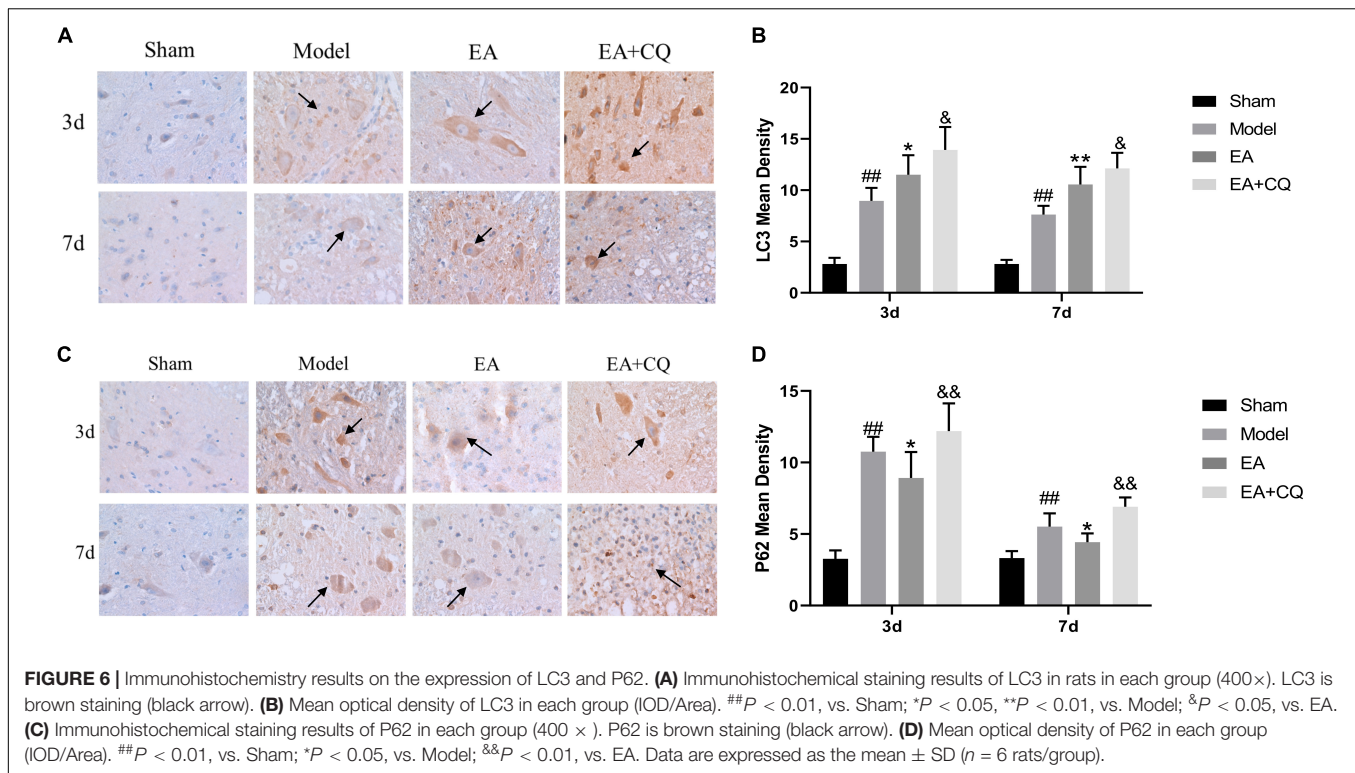 A
Sham Model EA EA+CQ
3d
7d
B
LC3 Mean Density
20
15
10
5
0
## * &
## ** &
3d 7d
Sham
Model
EA
EA+CQ
C
Sham Model EA EA+CQ
3d
7d
D
P62 Mean Density
15
10
5
0
## * &&
## * &&
3d 7d
Sham
Model
EA
EA+CQ
FIGURE 6 | Immunohistochemistry results on the expression of LC3 and P62. (A) Immunohistochemical staining results of LC3 in rats in each group (400×). LC3 is
brown staining (black arrow). (B) Mean optical density of LC3 in each group (IOD/Area). ##P < 0.01, vs. Sham; *P < 0.05, **P < 0.01, vs. Model; &P < 0.05, vs. EA.
(C) Immunohistochemical staining results of P62 in each group (400 × ). P62 is brown staining (black arrow). (D) Mean optical density of P62 in each group
(IOD/Area). ##P < 0.01, vs. Sham; *P < 0.05, vs. Model; &&P < 0.01, vs. EA. Data are expressed as the mean ± SD (n = 6 rats/group).